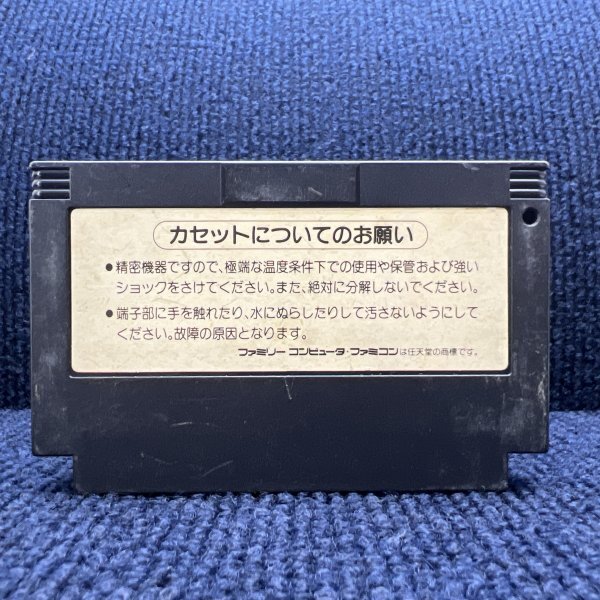 カセットについてのお願い
●精密機器ですので、極端な温度条件下での使用や保管および強い
ショックをさけてください。また、絶対に分解しないでください。
●端子部に手を触れたり、水にぬらしたりして汚さないようにして
ください。故障の原因となります。
ファミリー コンピュータ・ファミコンは任天堂の商標です。